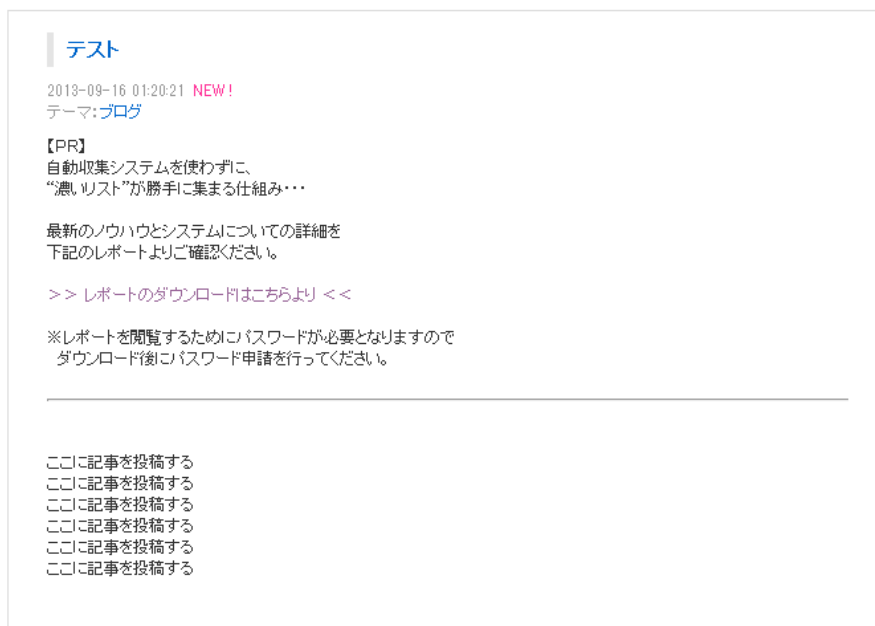 テスト
2013-09-16 01:20:21 NEW!
テーマ:ブログ
【PR】
自動収集システムを使わずに、
“濃いリスト”が勝手に集まる仕組み・・・
最新のノウハウとシステムについての詳細を
下記のレポートよりご確認ください。
>> レポートのダウンロードはこちらより <<
※レポートを閲覧するためにパスワードが必要となりますので
ダウンロード後にパスワード申請を行ってください。
ここに記事を投稿する
ここに記事を投稿する
ここに記事を投稿する
ここに記事を投稿する
ここに記事を投稿する
ここに記事を投稿する